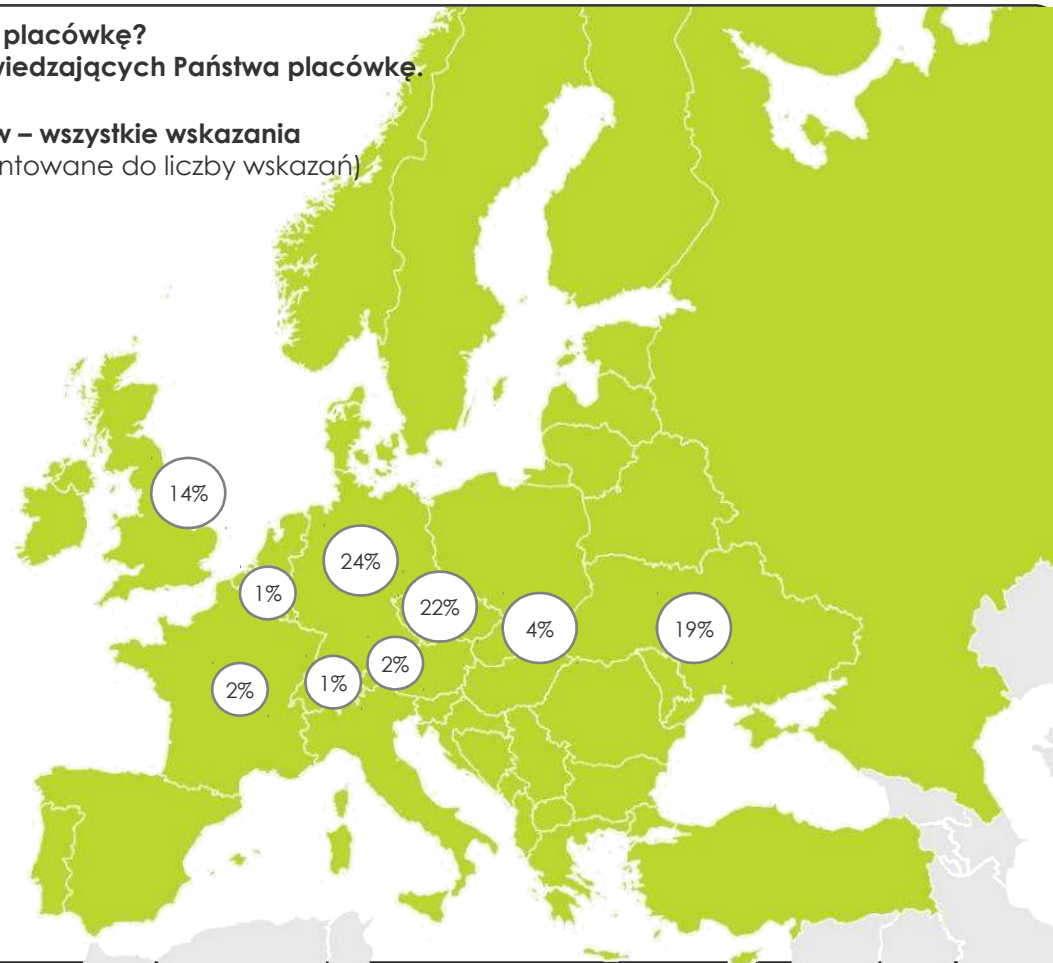 placówkę?
wiedzających Państwa placówkę.
w – wszystkie wskazania
ntowane do liczby wskazań)
14%
24%
1%
22%
4%
19%
2%
1%
2%